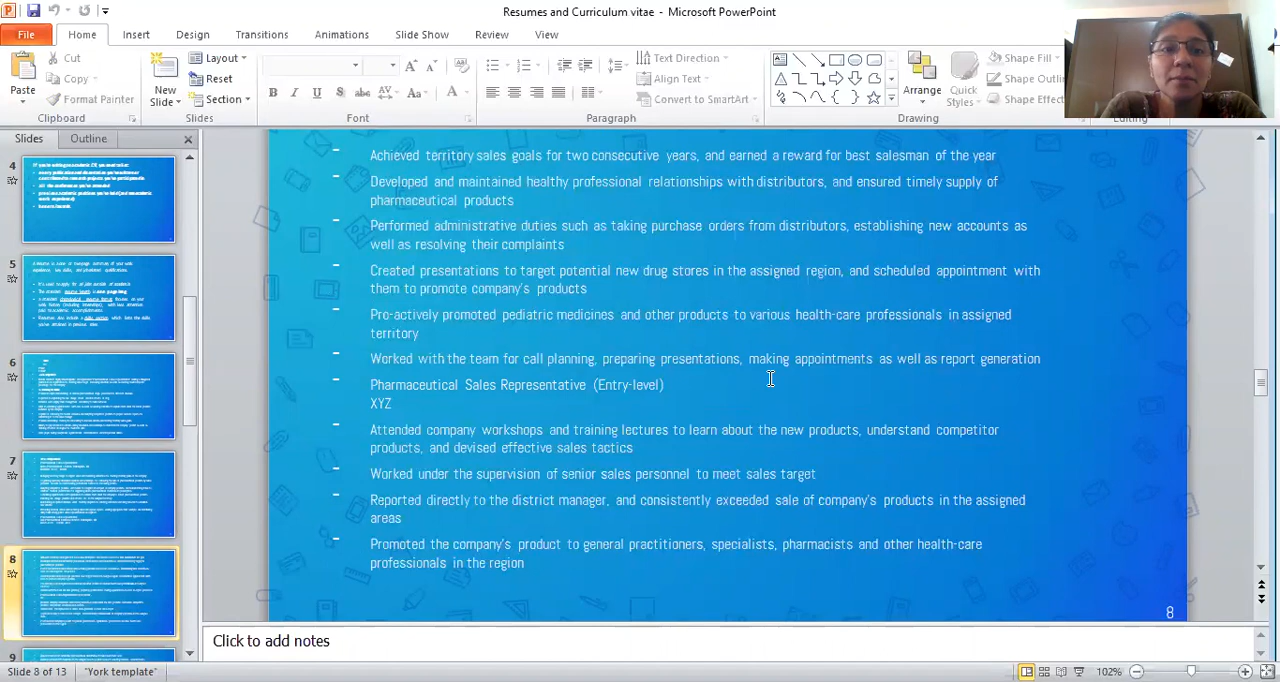 Resumes and Curriculum vitae - Microsoft PowerPoint
File Home Insert Design Transitions Animations Slide Show Review View
Paste
Cut
Copy
Format Painter
Clipboard
New Slide
Layout
Reset
Section
Slides
B I U S abc AV Aa A
Font
Text Direction
Align Text
Convert to SmartArt
Paragraph
Arrange
Quick Styles
Shape Fill
Shape Outli
Shape Effect
Drawing
Editing
Slides Outline
4
5
6
7
8
9
- Achieved territory sales goals for two consecutive years, and earned a reward for best salesman of the year
- Developed and maintained healthy professional relationships with distributors, and ensured timely supply of
pharmaceutical products
- Performed administrative duties such as taking purchase orders from distributors, establishing new accounts as
well as resolving their complaints
- Created presentations to target potential new drug stores in the assigned region, and scheduled appointment with
them to promote company's products
- Pro-actively promoted pediatric medicines and other products to various health-care professionals in assigned
territory
- Worked with the team for call planning, preparing presentations, making appointments as well as report generation
- Pharmaceutical Sales Representative (Entry-level)
XYZ
- Attended company workshops and training lectures to learn about the new products, understand competitor
products, and devised effective sales tactics
- Worked under the supervision of senior sales personnel to meet sales target
- Reported directly to the district manager, and consistently exceeded sale of company's products in the assigned
areas
- Promoted the company's product to general practitioners, specialists, pharmacists and other health-care
professionals in the region
8
Click to add notes
Slide 8 of 13 "York template" 102%